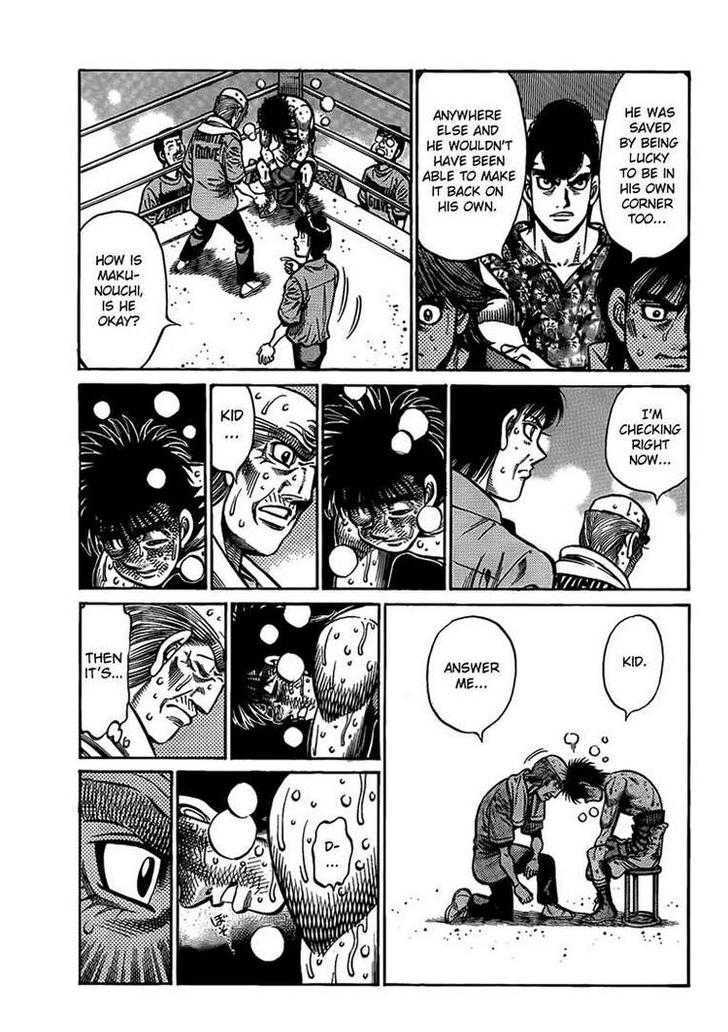 HE WAS
SAVED
BY BEING
LUCKY
TO BE
IN HIS
OWN
CORNER
TOO...
ANYWHERE
ELSE AND
HE WOULDN'T
HAVE BEEN
ABLE TO MAKE
IT BACK ON
HIS OWN.
HOW IS
MAKU-
NOUCHI,
IS HE
OKAY?
I'M
CHECKING
RIGHT
NOW...
KID
...
KID.
ANSWER
ME...
THEN
IT'S...
D-
...
ぼそ